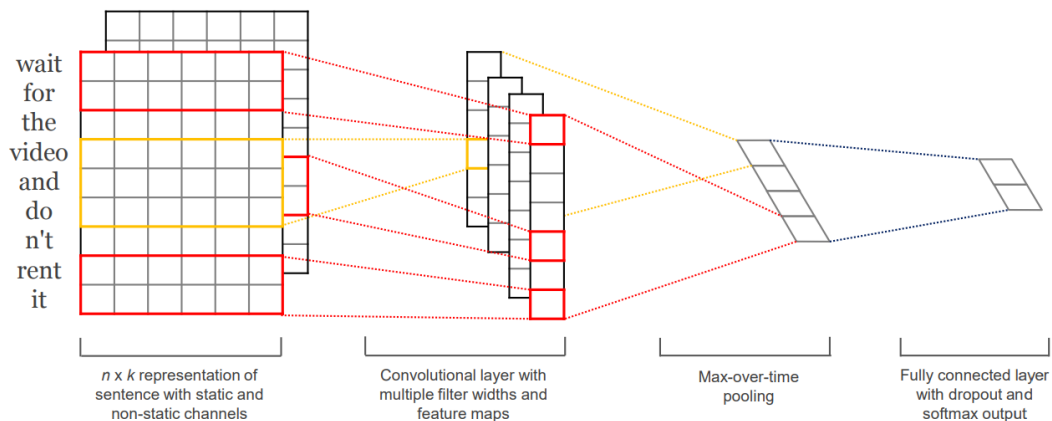 wait
for
the
video
and
do
n't
rent
it
n x k representation of
sentence with static and
non-static channels
Convolutional layer with
multiple filter widths and
feature maps
Max-over-time
pooling
Fully connected layer
with dropout and
softmax output